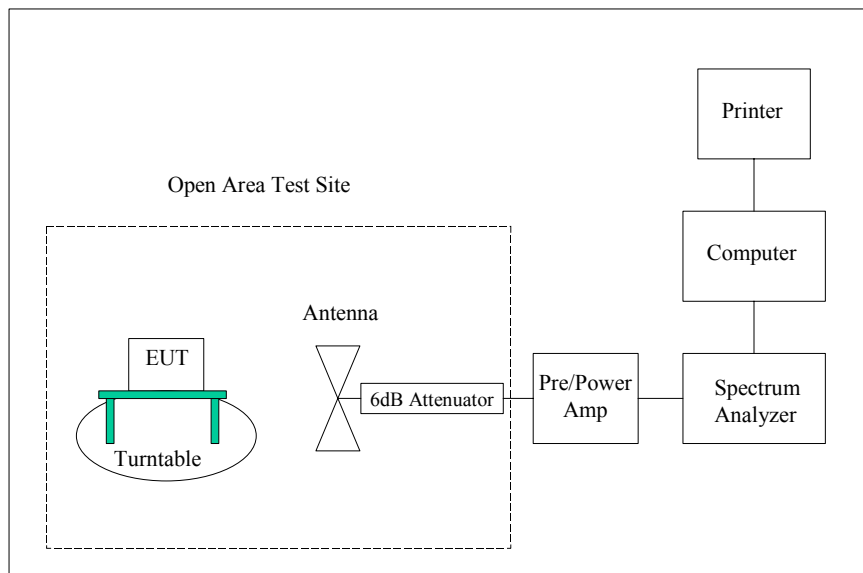 Printer
Open Area Test Site
Computer
Antenna
EUT
Pre/Power
Amp
Spectrum
Analyzer
6dB Attenuator
Turntable